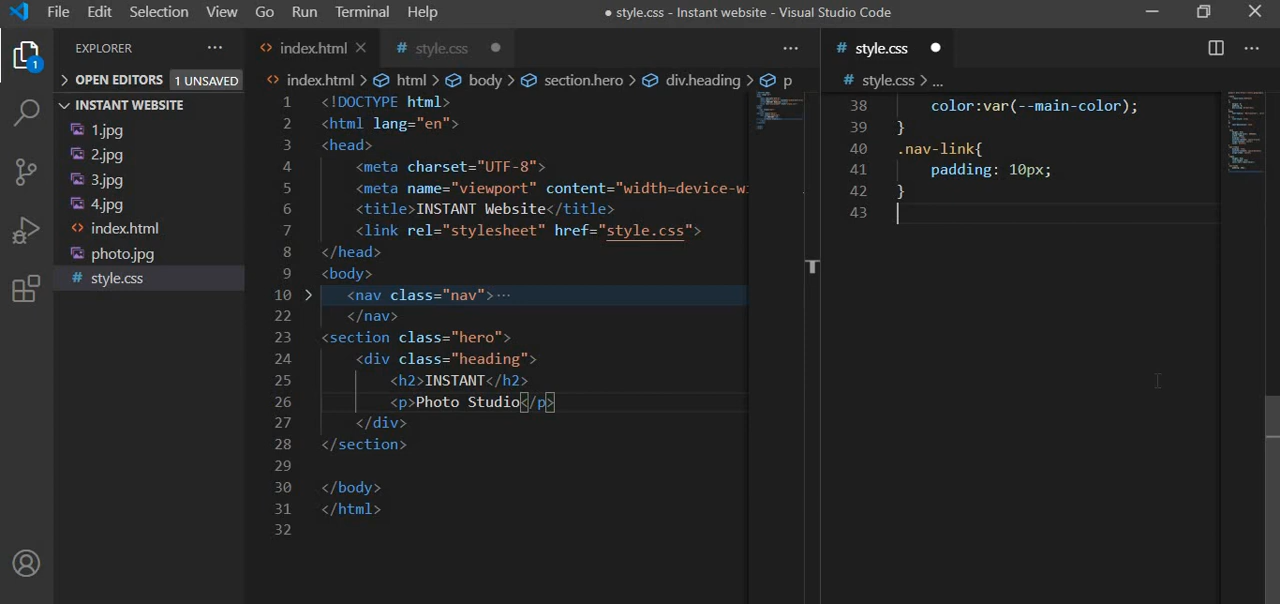 File Edit Selection View Go Run Terminal Help ● style.css - Instant website - Visual Studio Code
EXPLORER ···
1
OPEN EDITORS 1 UNSAVED
INSTANT WEBSITE
1.jpg
2.jpg
3.jpg
4.jpg
index.html
photo.jpg
# style.css
index.html
# style.css
···
index.html > html > body > section.hero > div.heading > p
1 <!DOCTYPE html>
2 <html lang="en">
3 <head>
4 <meta charset="UTF-8">
5 <meta name="viewport" content="width=device-wi
6 <title>INSTANT Website</title>
7 <link rel="stylesheet" href="style.css">
8 </head>
9 <body>
10 <nav class="nav">···
22 </nav>
23 <section class="hero">
24 <div class="heading">
25 <h2>INSTANT</h2>
26 <p>Photo Studio</p>
27 </div>
28 </section>
29
30 </body>
31 </html>
32
# style.css ● ···
# style.css > ...
38 color:var(--main-color);
39 }
40 .nav-link{
41 padding: 10px;
42 }
43